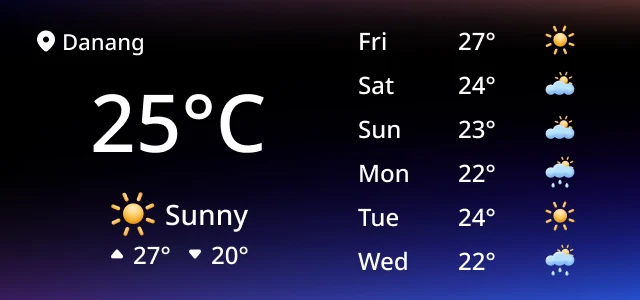 Danang
25°C
Sunny
27° 20°
Fri 27°
Sat 24°
Sun 23°
Mon 22°
Tue 24°
Wed 22°